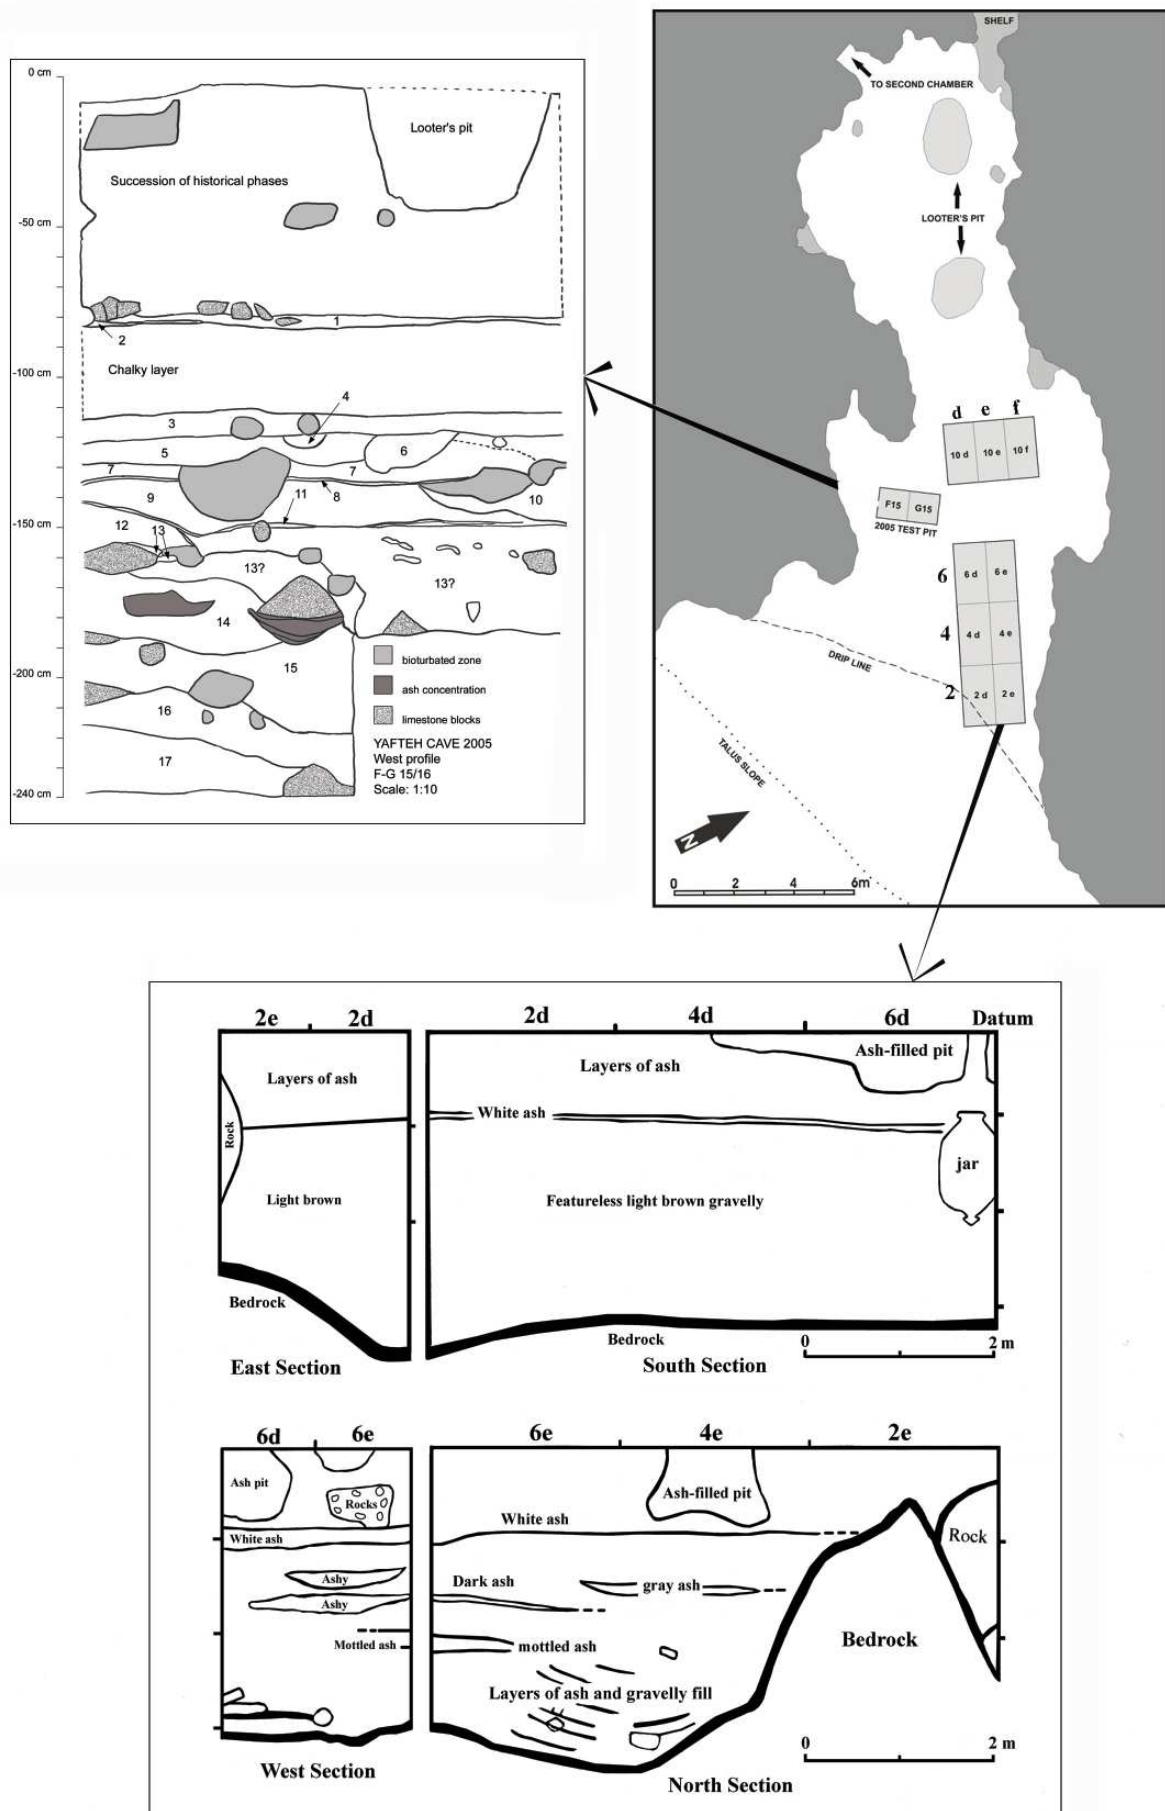 0 cm
Looter's pit
Succession of historical phases
-50 cm
1
2
-100 cm
Chalky layer
4
3
5
6
7
7
9
11
8
10
-150 cm
12
13
13?
13?
14
15
bioturbated zone
-200 cm
ash concentration
16
limestone blocks
17
YAFTEH CAVE 2005
West profile
F-G 15/16
Scale: 1:10
-240 cm
SHELF
TO SECOND CHAMBER
LOOTER'S PIT
d e f
10 d 10 e 10 f
F15 G15
2005 TEST PIT
6 6 d 6 e
4 4 d 4 e
DRIP LINE
2 2 d 2 e
TALUS SLOPE
N
0 2 4 6m
2e 2d
2d 4d 6d Datum
Layers of ash
Layers of ash
Ash-filled pit
White ash
Rock
jar
Light brown
Featureless light brown gravelly
Bedrock
Bedrock
0 2 m
East Section
South Section
6d 6e
6e 4e 2e
Ash pit
Rocks
Ash-filled pit
White ash
White ash
Rock
Ashy
Dark ash
gray ash
Ashy
Mottled ash
mottled ash
Bedrock
Layers of ash and gravelly fill
0 2 m
West Section
North Section